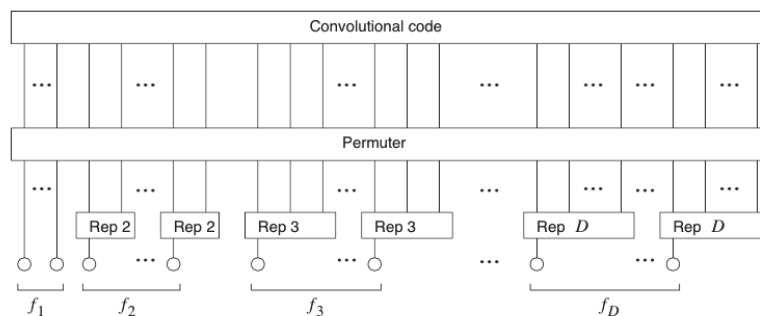 Convolutional code
... ... ... ... ... ...
Permuter
... ... ... ... ... ... ...
Rep 2 Rep 2 Rep 3 Rep 3 Rep D Rep D
... ... ... ...
f1 f2 f3 fD